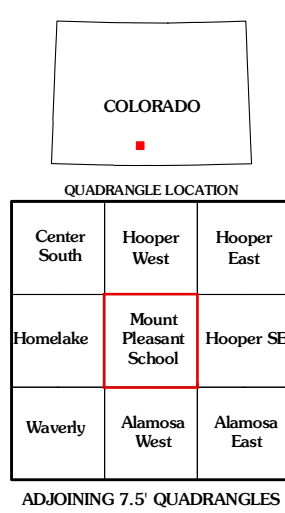 COLORADO
QUADRANGLE LOCATION
Center
South
Hooper
West
Hooper
East
Homelake
Mount
Pleasant
School
Hooper SE
Waverly
Alamosa
West
Alamosa
East
ADJOINING 7.5' QUADRANGLES